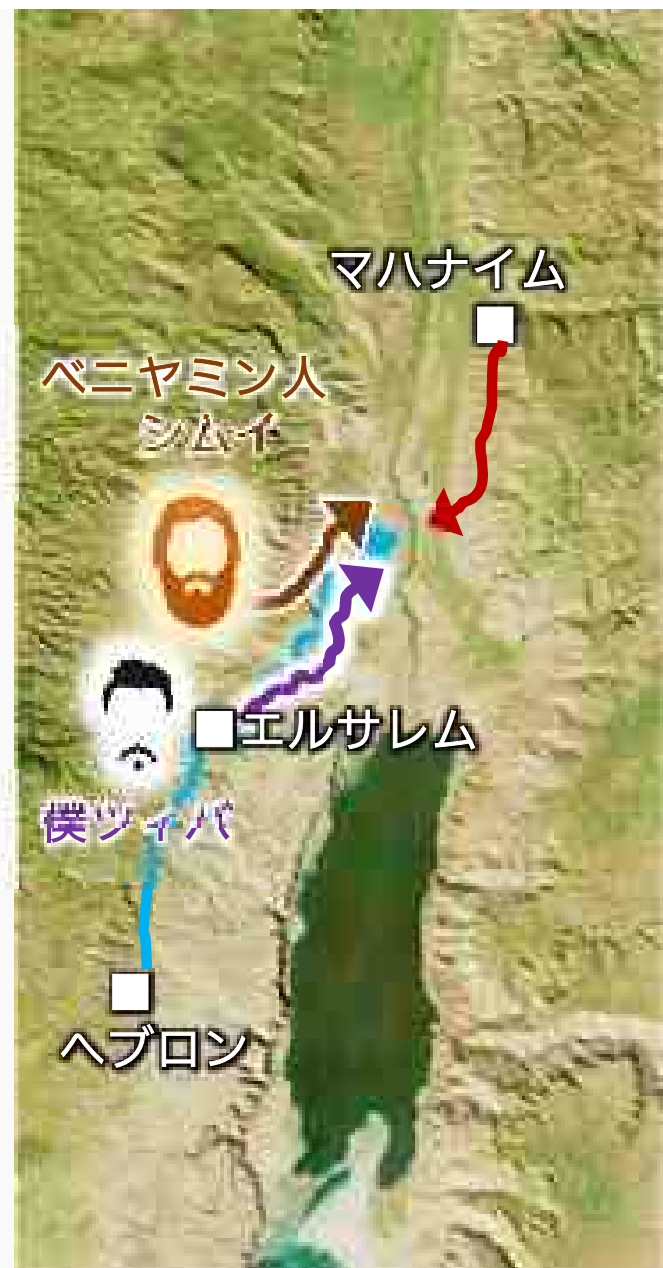 マハナイム
ベニヤミン人
シムイ
エルサレム
僕ツィバ
ヘブロン